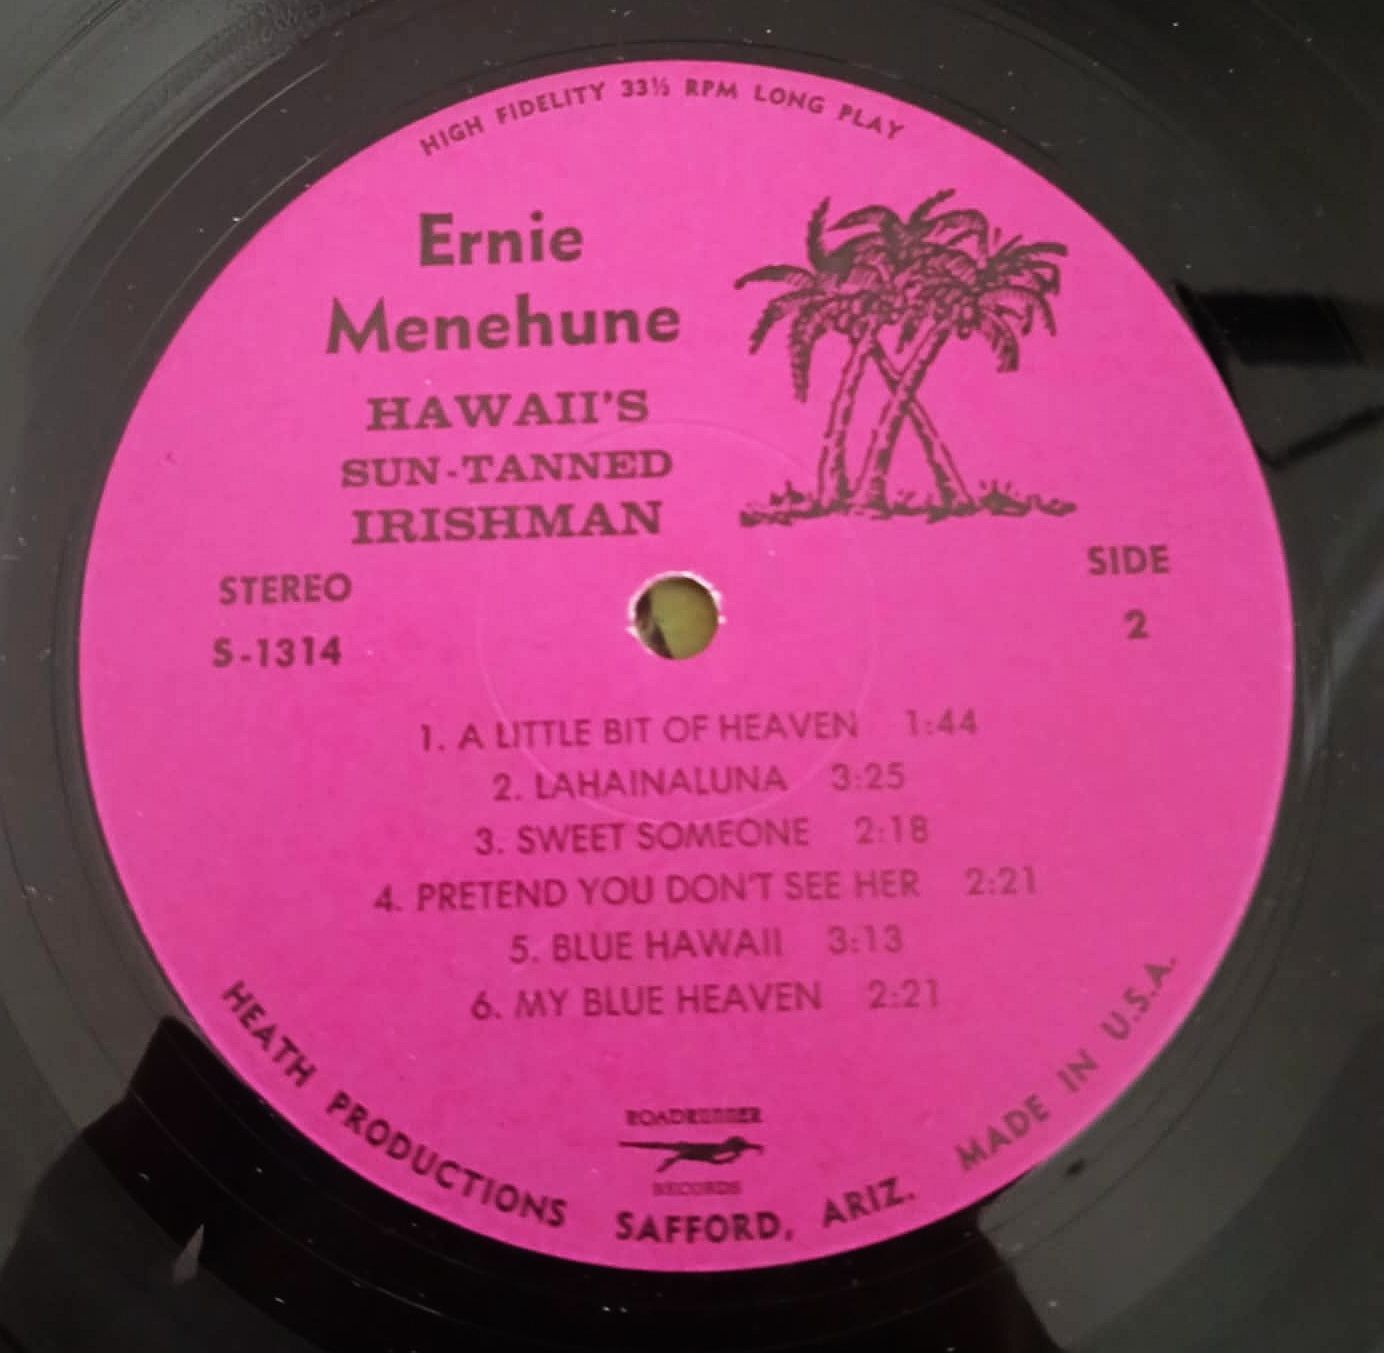 HIGH FIDELITY 33⅓ RPM LONG PLAY
Ernie
Menehune
HAWAII'S
SUN-TANNED
IRISHMAN
STEREO
S-1314
SIDE
2
1. A LITTLE BIT OF HEAVEN 1:44
2. LAHAINALUNA 3:25
3. SWEET SOMEONE 2:18
4. PRETEND YOU DON'T SEE HER 2:21
5. BLUE HAWAII 3:13
6. MY BLUE HEAVEN 2:21
ROADRUNNER
RECORDS
HEATH PRODUCTIONS SAFFORD, ARIZ. MADE IN U.S.A.